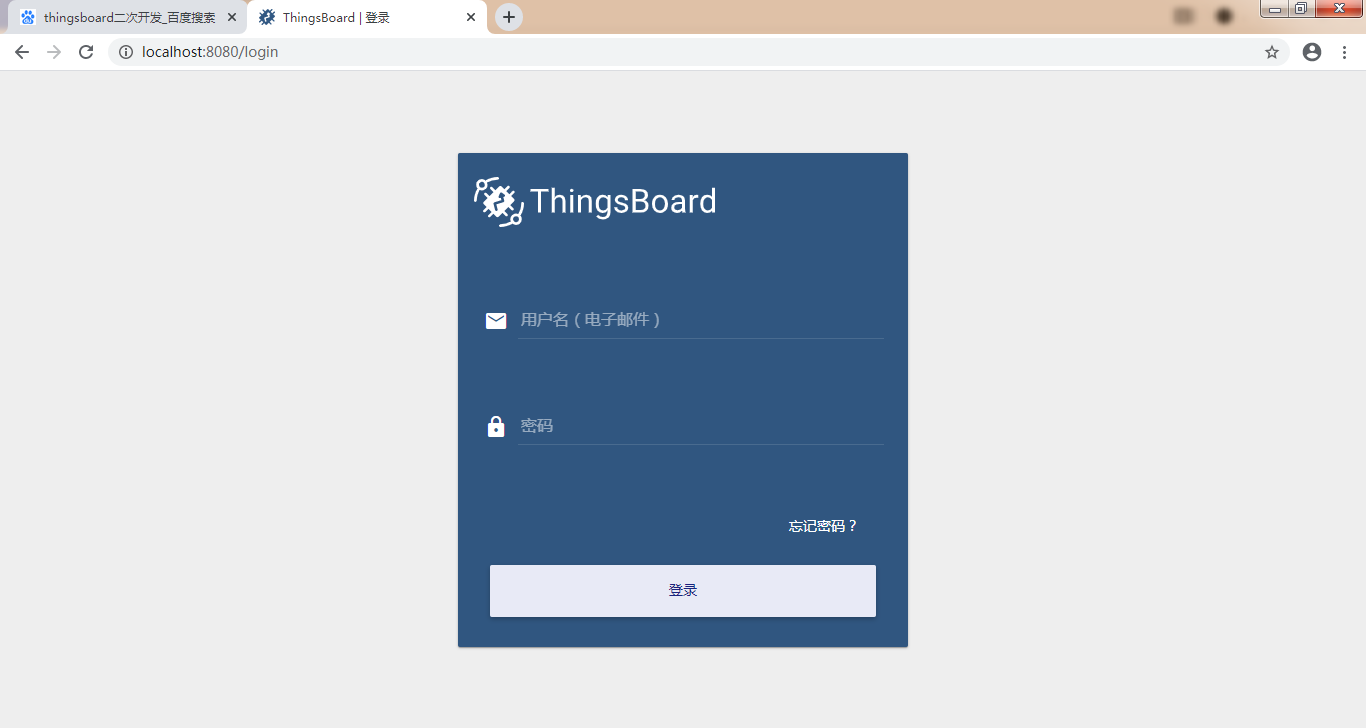 thingsboard二次开发_百度搜索
ThingsBoard | 登录
localhost:8080/login
ThingsBoard
用户名（电子邮件）
密码
忘记密码？
登录